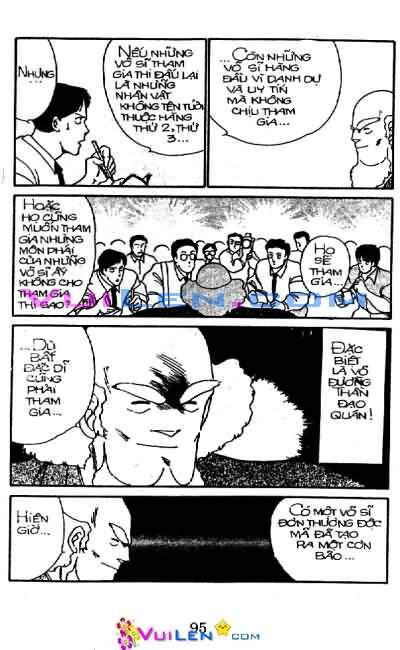 NHƯNG...
NẾU NHỮNG
VÕ SĨ THAM
GIA THI ĐẤU LẠI
LÀ NHỮNG
NHÂN VẬT
KHÔNG TÊN TUỔI
THUỘC HÀNG
THỨ 2, THỨ
3...
...CÒN NHỮNG
VÕ SĨ HÀNG
ĐẦU VÌ DANH DỰ
VÀ UY TÍN
MÀ KHÔNG
CHỊU THAM
GIA...
HOẶC
HỌ CŨNG
MUỐN THAM
GIA NHƯNG
MÔN PHÁI
CỦA NHỮNG
VÕ SĨ ẤY
KHÔNG CHO
THAM GIA
THÌ SAO?
HỌ
SẼ
THAM
GIA...
VUILEN.COM
...DÙ
BẤT
ĐẮC DĨ
CŨNG
PHẢI
THAM
GIA...
ĐẶC
BIỆT
LÀ VÕ
ĐƯỜNG
THẦN
ĐẠO
QUÁN!
HIỆN
GIỜ...
CÓ MỘT VÕ SĨ
ĐƠN THƯƠNG ĐỘC
MÃ ĐÃ TẠO
RA MỘT CƠN
BÃO...
95
VUILEN.COM